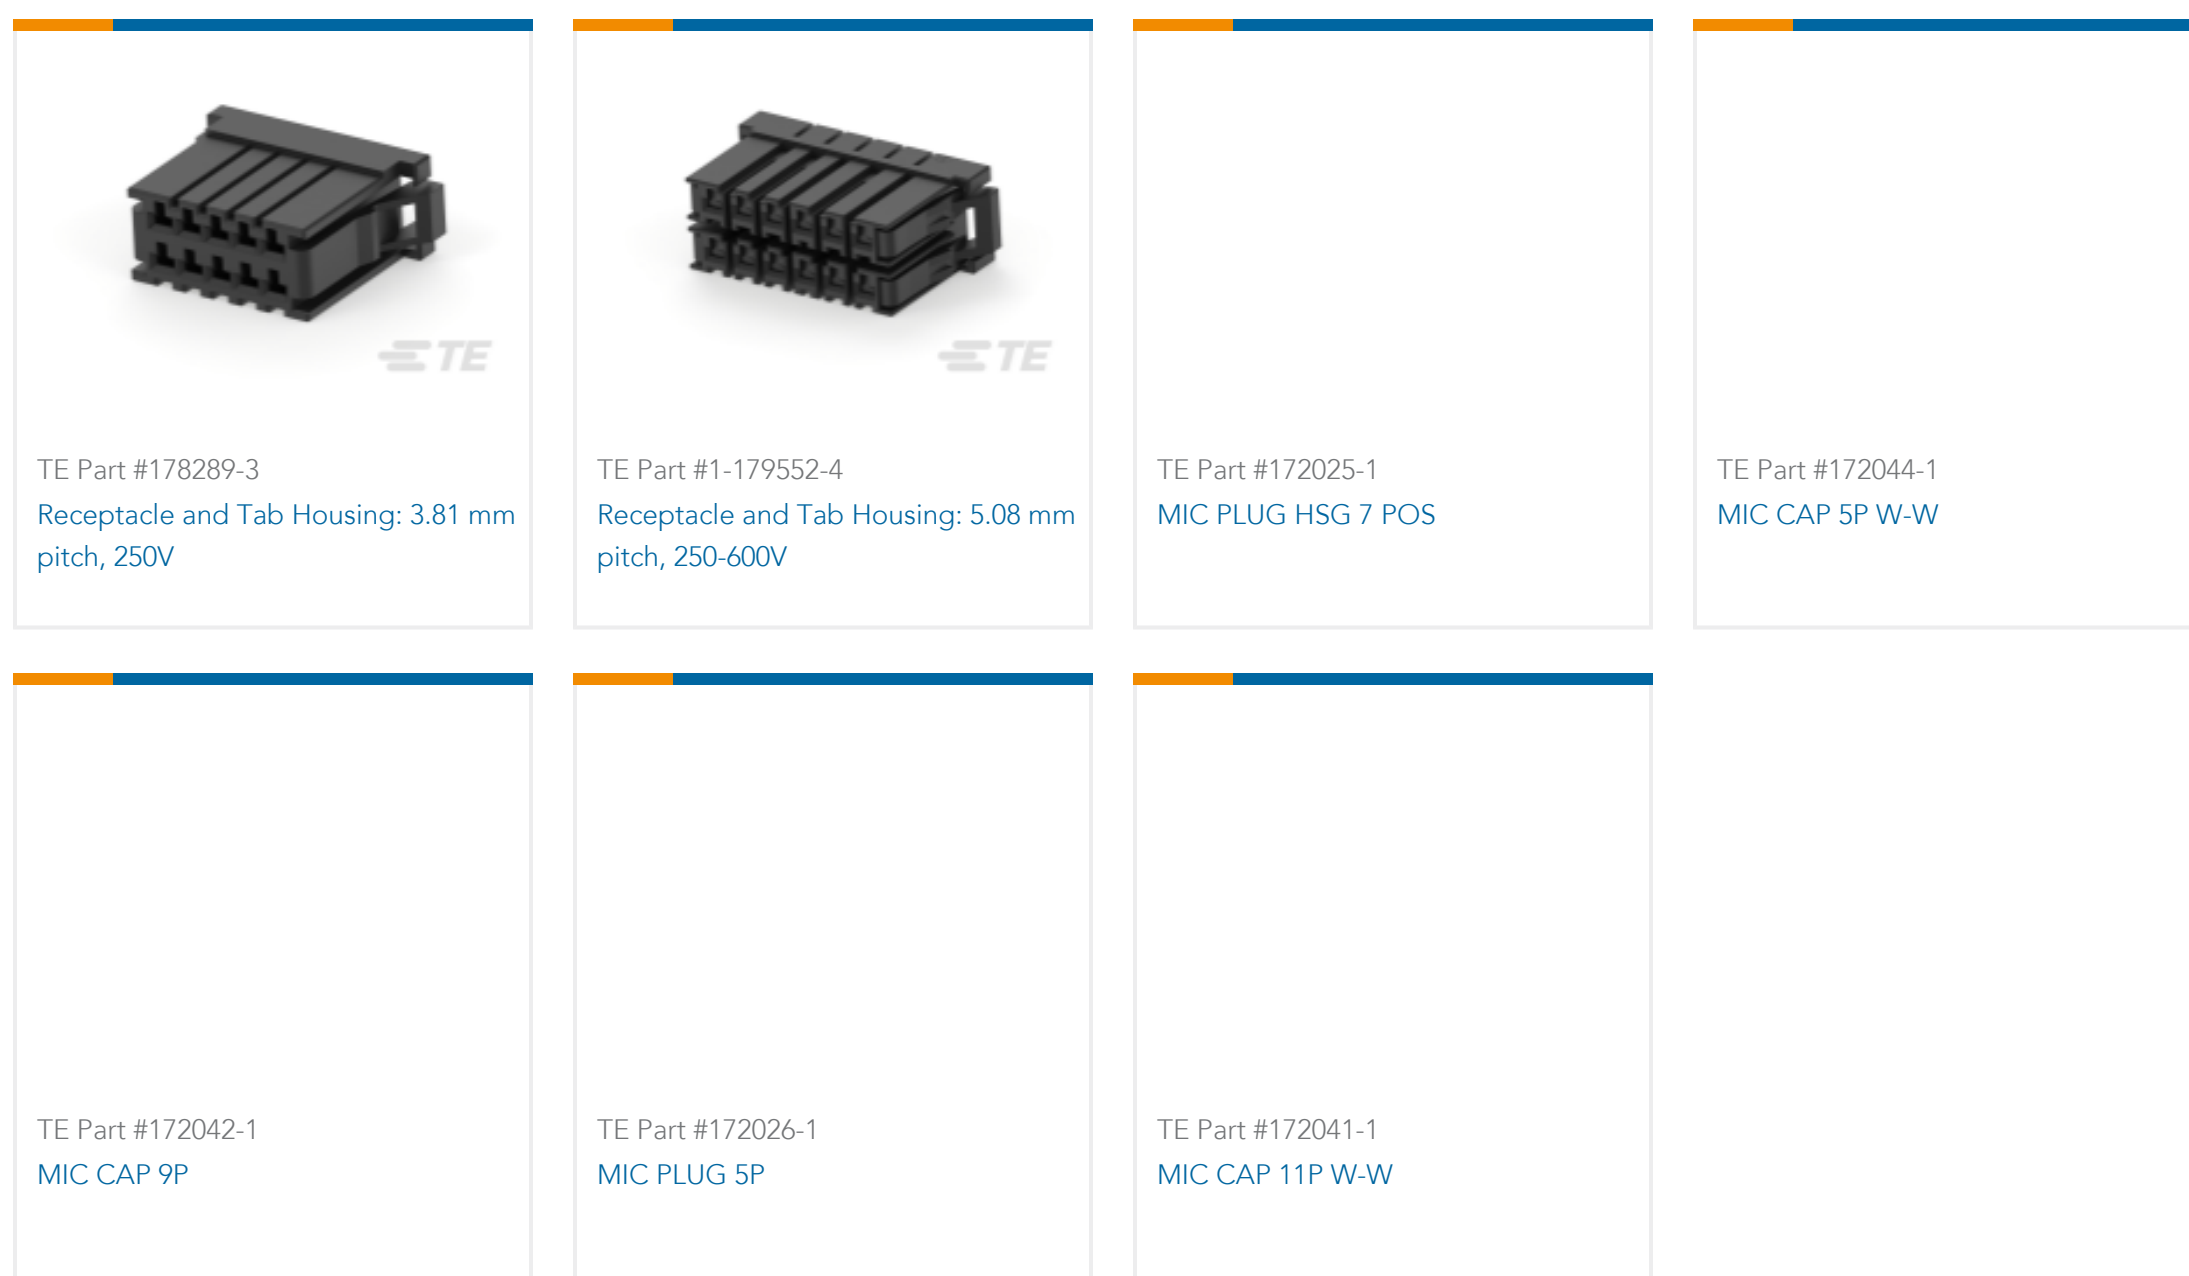 TE
TE
TE Part #178289-3
Receptacle and Tab Housing: 3.81 mm
pitch, 250V
TE Part #1-179552-4
Receptacle and Tab Housing: 5.08 mm
pitch, 250-600V
TE Part #172025-1
MIC PLUG HSG 7 POS
TE Part #172044-1
MIC CAP 5P W-W
TE Part #172042-1
MIC CAP 9P
TE Part #172026-1
MIC PLUG 5P
TE Part #172041-1
MIC CAP 11P W-W